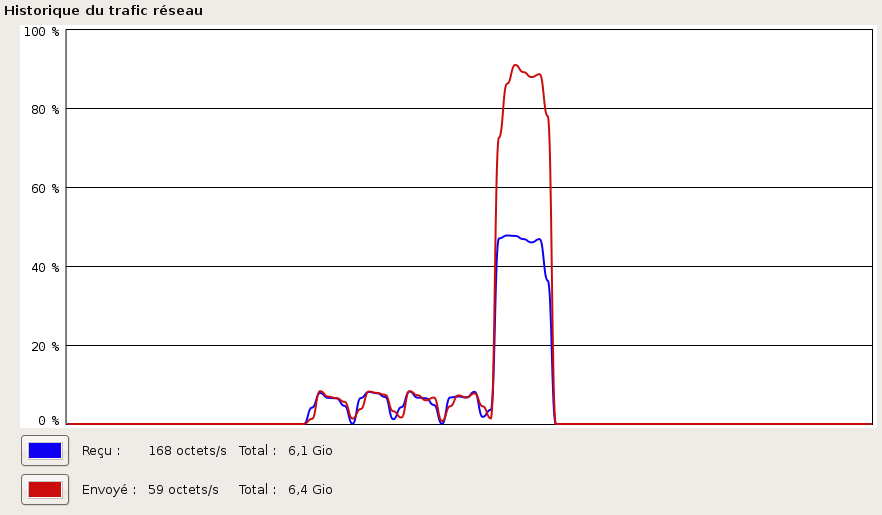 Historique du trafic réseau
100 %
80 %
60 %
40 %
20 %
0 %
Reçu : 168 octets/s Total : 6,1 Gio
Envoyé : 59 octets/s Total : 6,4 Gio